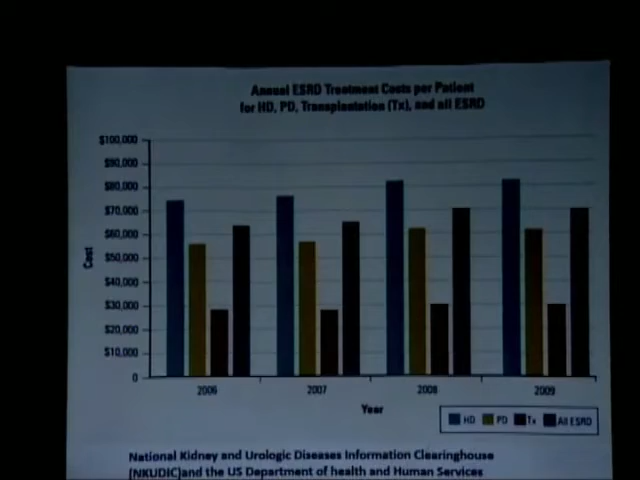 Annual ESRD Treatment Costs per Patient
for HD, PD, Transplantation (Tx), and all ESRD
$100,000
$90,000
$80,000
$70,000
$60,000
$50,000
$40,000
$30,000
$20,000
$10,000
0
Cost
2006 2007 2008 2009
Year
HD PD Tx All ESRD
National Kidney and Urologic Diseases Information Clearinghouse
(NKUDIC)and the US Department of health and Human Services